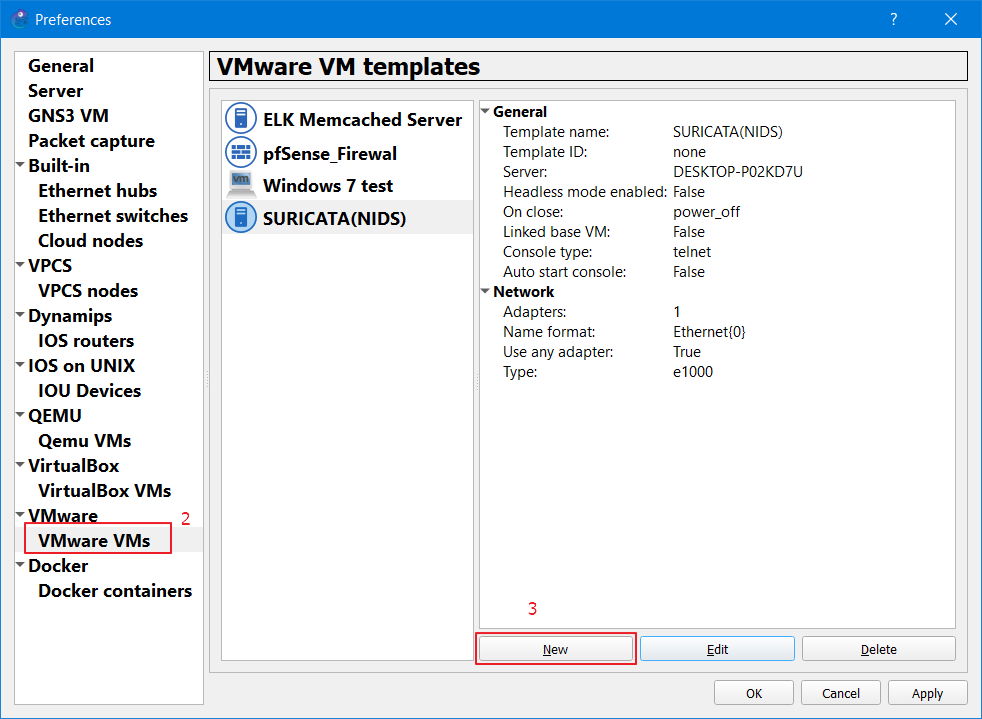 Preferences
?
General
Server
GNS3 VM
Packet capture
Built-in
Ethernet hubs
Ethernet switches
Cloud nodes
VPCS
VPCS nodes
Dynamips
IOS routers
IOS on UNIX
IOU Devices
QEMU
Qemu VMs
VirtualBox
VirtualBox VMs
VMware
2
VMware VMs
Docker
Docker containers
VMware VM templates
ELK Memcached Server
pfSense_Firewal
vm
Windows 7 test
SURICATA(NIDS)
General
Template name: SURICATA(NIDS)
Template ID: none
Server: DESKTOP-P02KD7U
Headless mode enabled: False
On close: power_off
Linked base VM: False
Console type: telnet
Auto start console: False
Network
Adapters: 1
Name format: Ethernet{0}
Use any adapter: True
Type: e1000
3
New Edit Delete
OK Cancel Apply